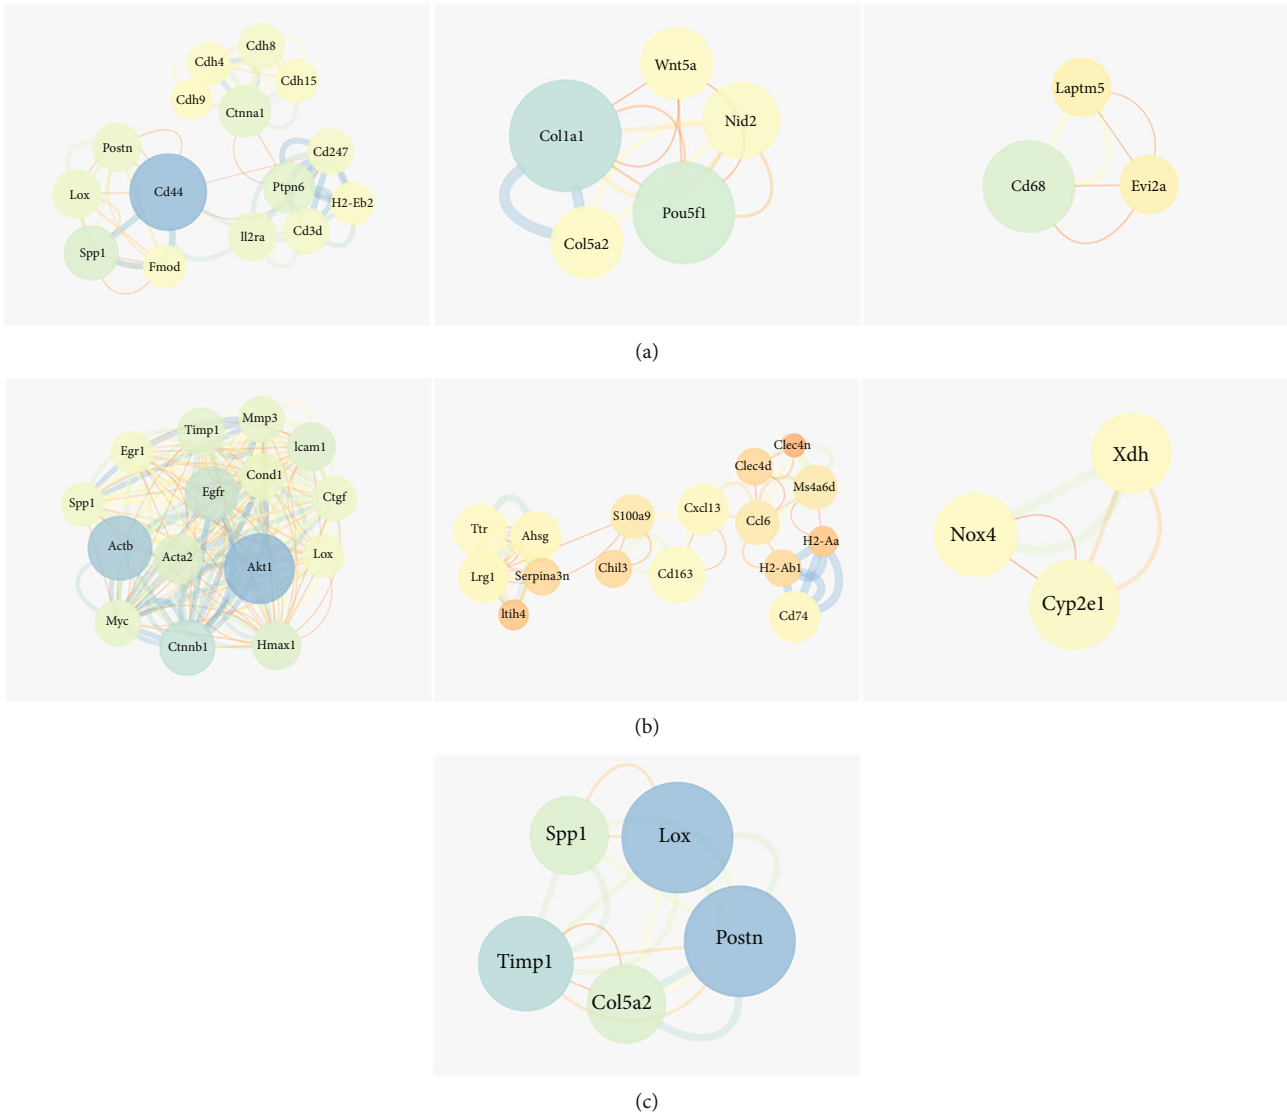 Cdh8
Cdh4
Cdh15
Cdh9
Ctnna1
Postn
Cd247
Cd44
Ptpn6
Lox
H2-Eb2
Il2ra
Cd3d
Spp1
Fmod
Wnt5a
Nid2
Col1a1
Pou5f1
Col5a2
Laptm5
Cd68
Evi2a
(a)
Mmp3
Timp1
Icam1
Egr1
Cond1
Egfr
Ctgf
Spp1
Actb
Acta2
Akt1
Lox
Myc
Ctnnb1
Hmax1
Clec4n
Clec4d
Ms4a6d
S100a9
Cxcl13
Ccl6
Ttr
Ahsg
H2-Aa
Lrg1
Serpina3n
Chil3
Cd163
H2-Ab1
ltih4
Cd74
Xdh
Nox4
Cyp2e1
(b)
Spp1
Lox
Postn
Timp1
Col5a2
(c)